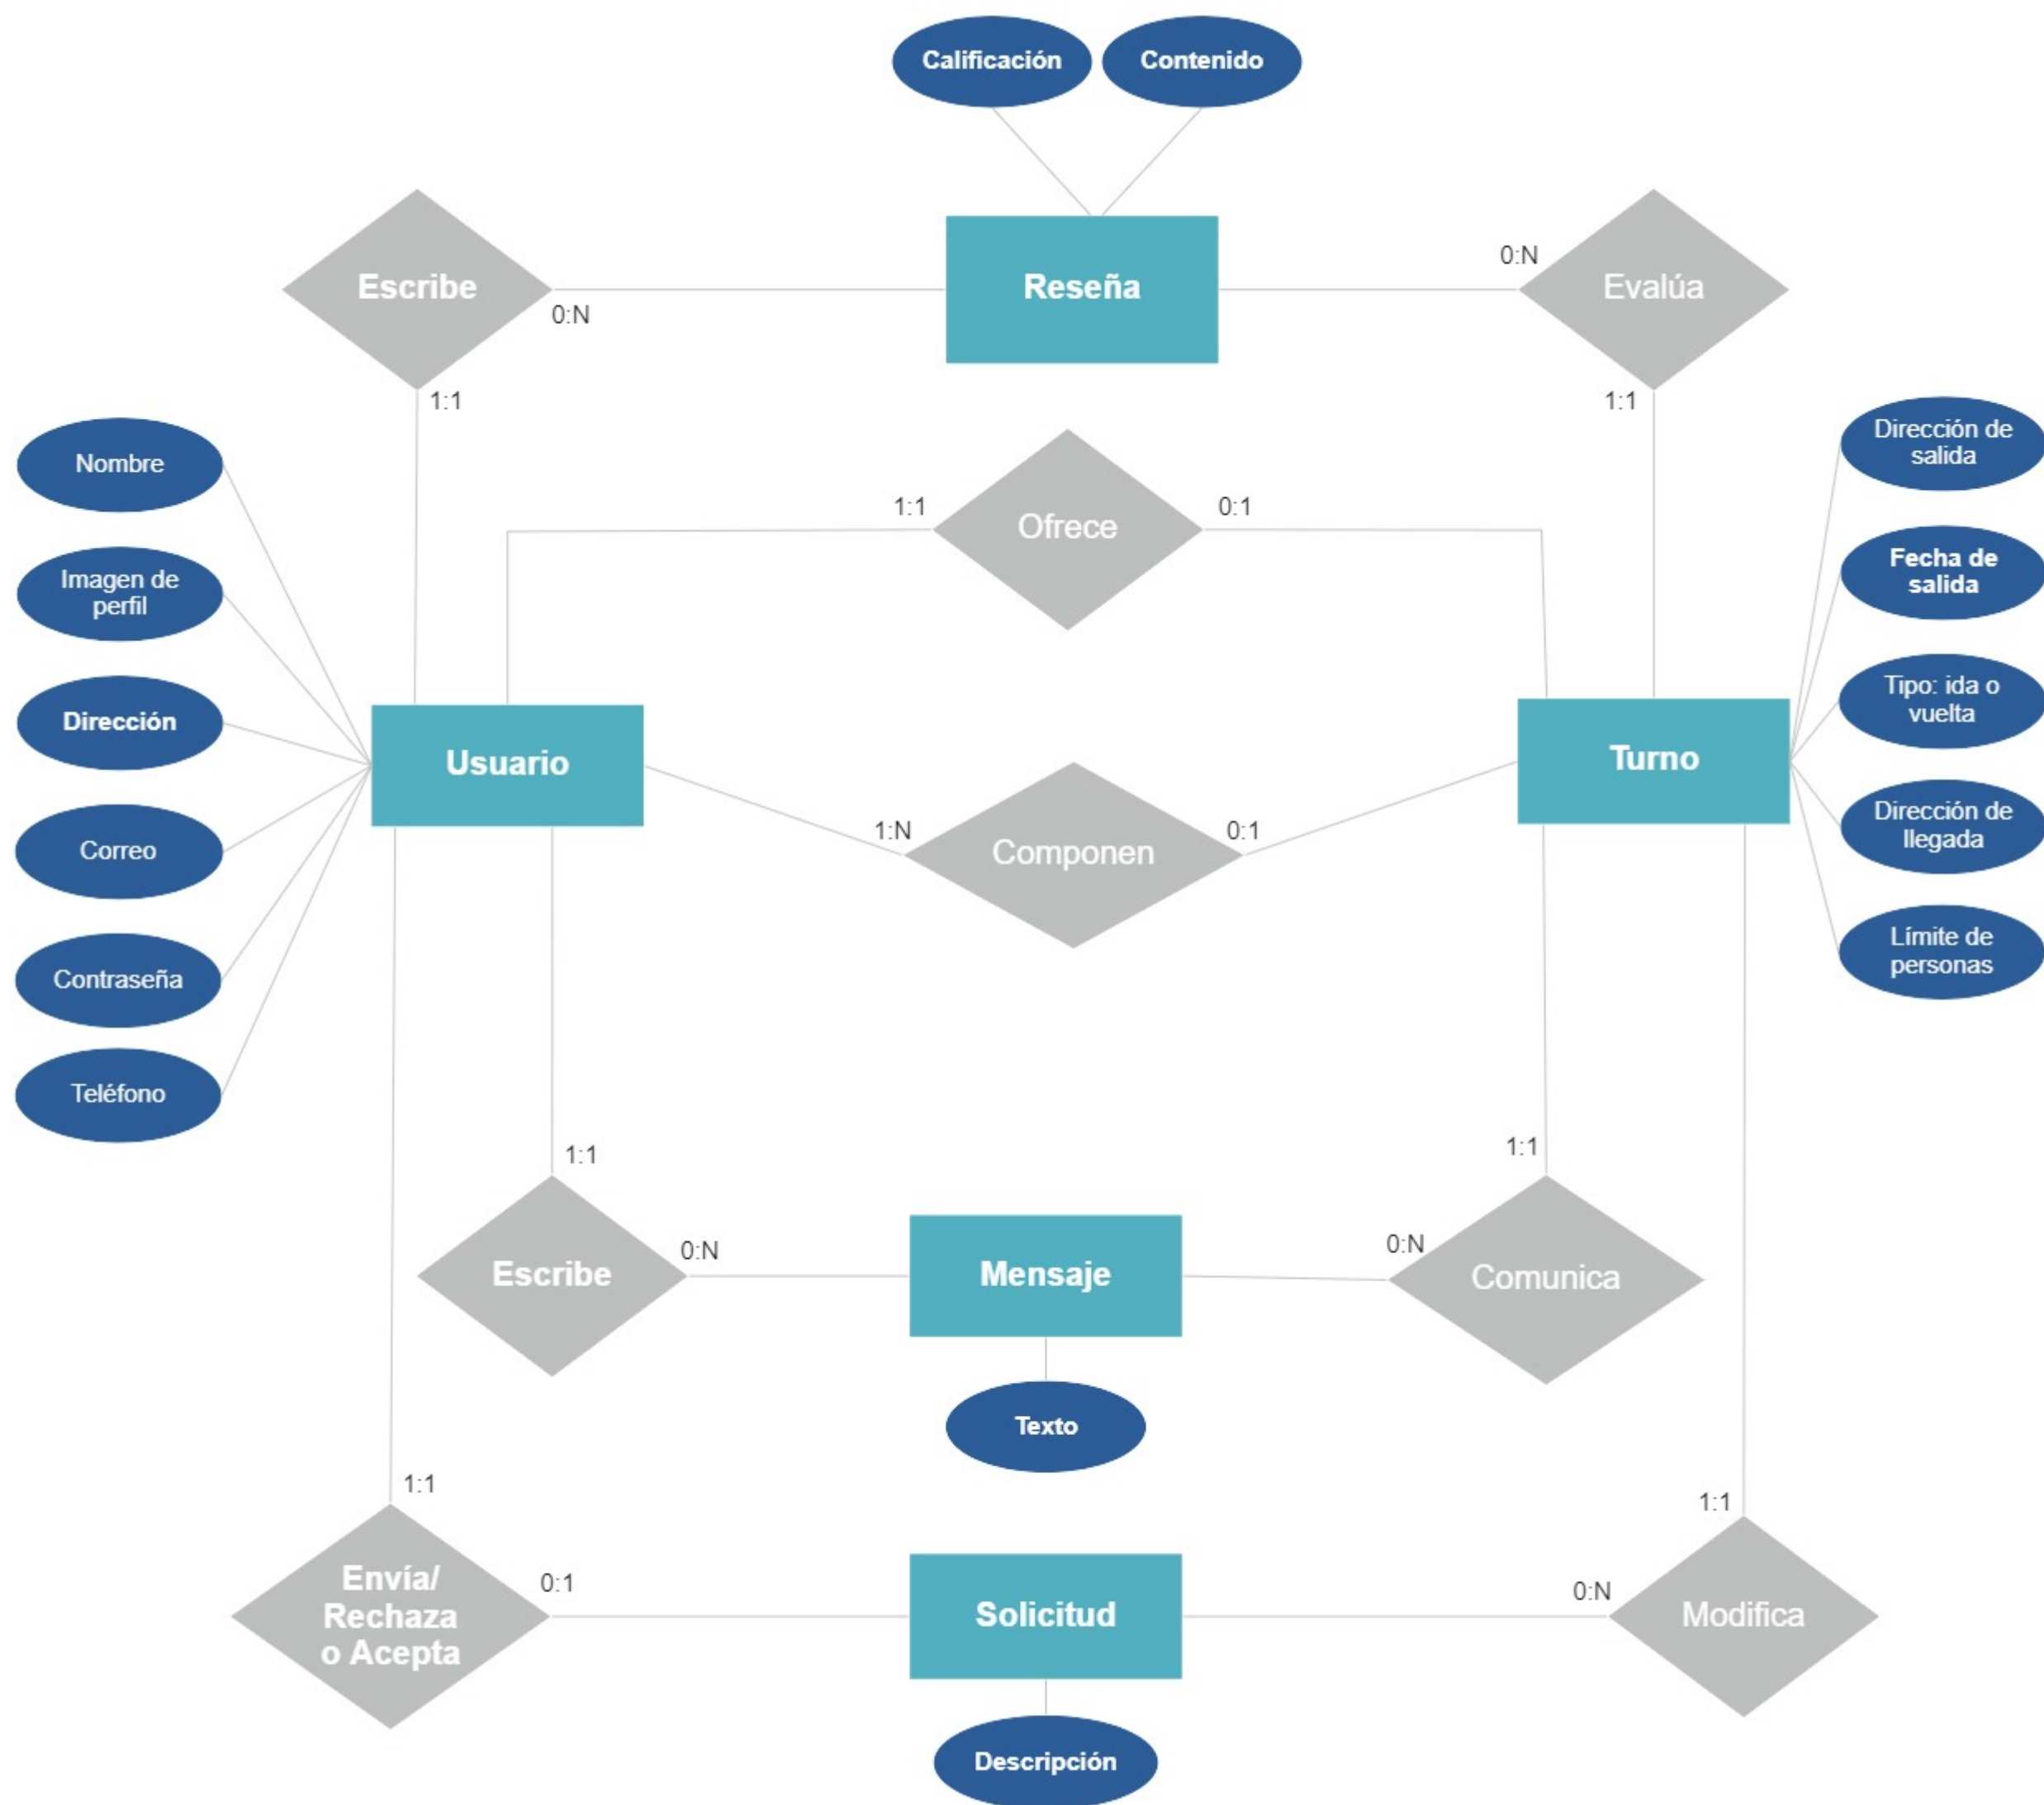 Calificación
Contenido
Escribe
0:N
Reseña
0:N
Evalúa
1:1
1:1
Nombre
Imagen de
perfil
Dirección
Correo
Contraseña
Teléfono
1:1
Ofrece
0:1
Usuario
1:N
Componen
0:1
Turno
Dirección de
salida
Fecha de
salida
Tipo: ida o
vuelta
Dirección de
llegada
Límite de
personas
1:1
Escribe
0:N
Mensaje
0:N
1:1
Comunica
Texto
1:1
Envía/
Rechaza
o Acepta
0:1
Solicitud
0:N
1:1
Modifica
Descripción